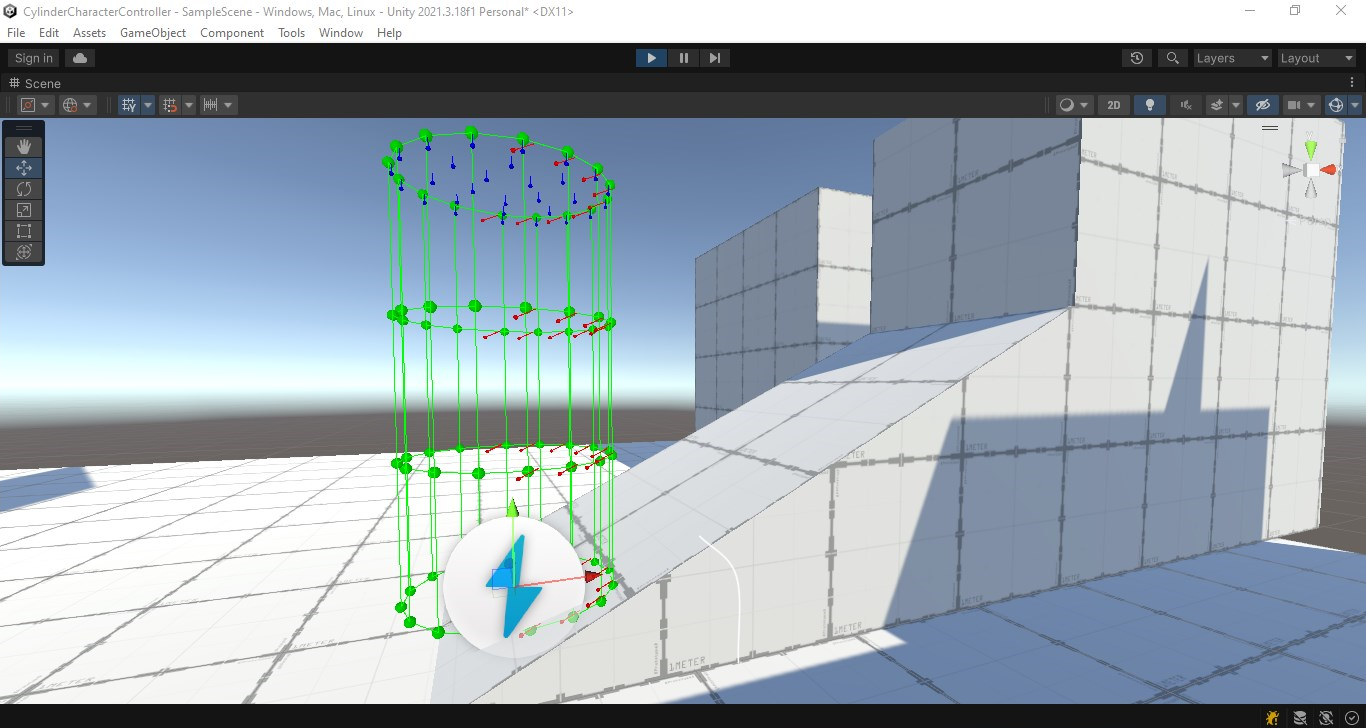 CylinderCharacterController - SampleScene - Windows, Mac, Linux - Unity 2021.3.18f1 Personal* <DX11>
File Edit Assets GameObject Component Tools Window Help
Sign in Layers Layout
Scene
2D
1METER
1METER
1METER